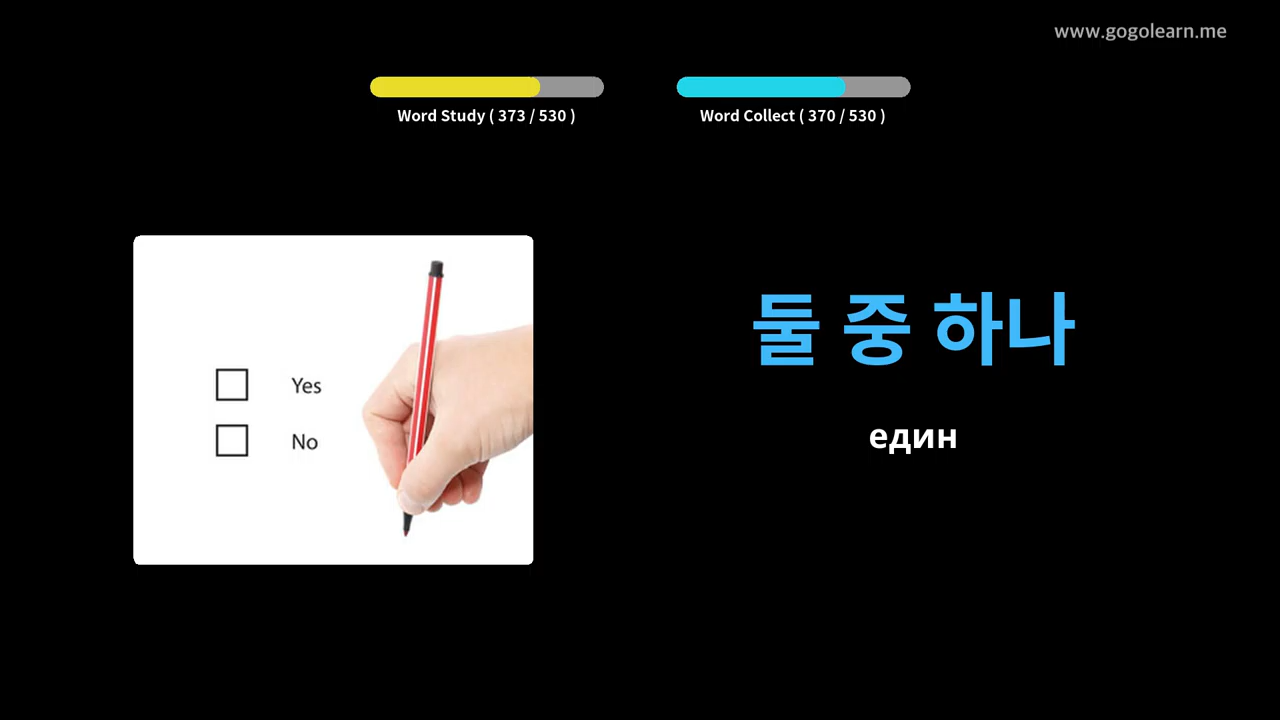 www.gogolearn.me
Word Study ( 373 / 530 )
Word Collect ( 370 / 530 )
둘 중 하나
един
Yes
No